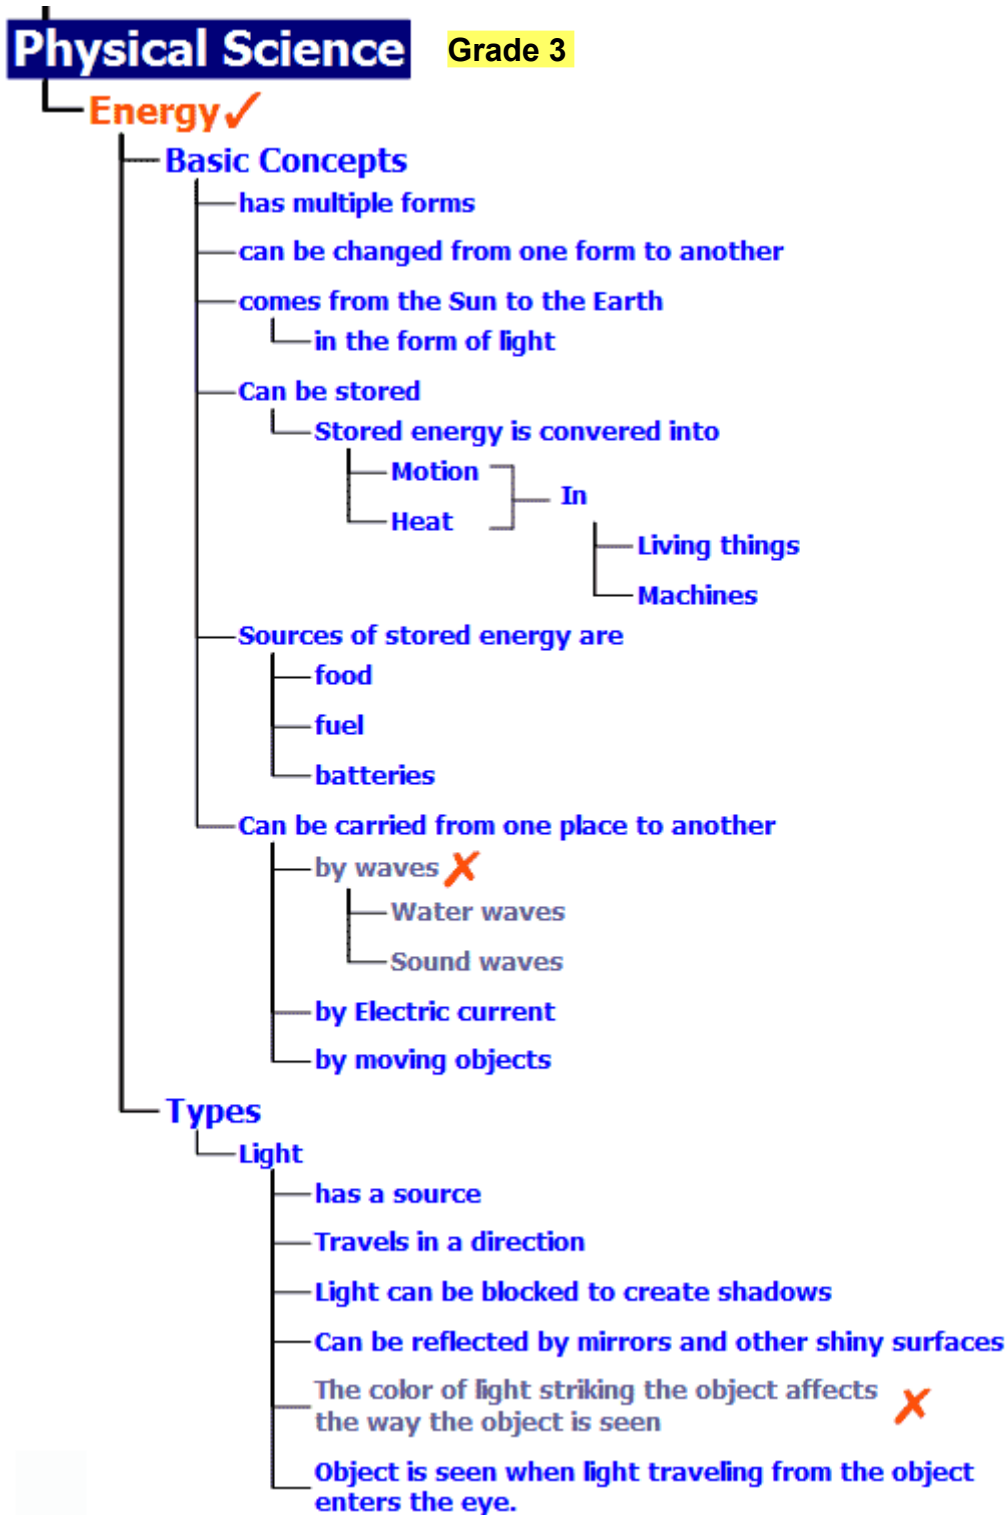 Physical Science Grade 3
Energy✓
Basic Concepts
has multiple forms
can be changed from one form to another
comes from the Sun to the Earth
in the form of light
Can be stored
Stored energy is convered into
Motion
In
Heat
Living things
Machines
Sources of stored energy are
food
fuel
batteries
Can be carried from one place to another
by waves ✗
Water waves
Sound waves
by Electric current
by moving objects
Types
Light
has a source
Travels in a direction
Light can be blocked to create shadows
Can be reflected by mirrors and other shiny surfaces
The color of light striking the object affects
the way the object is seen ✗
Object is seen when light traveling from the object
enters the eye.